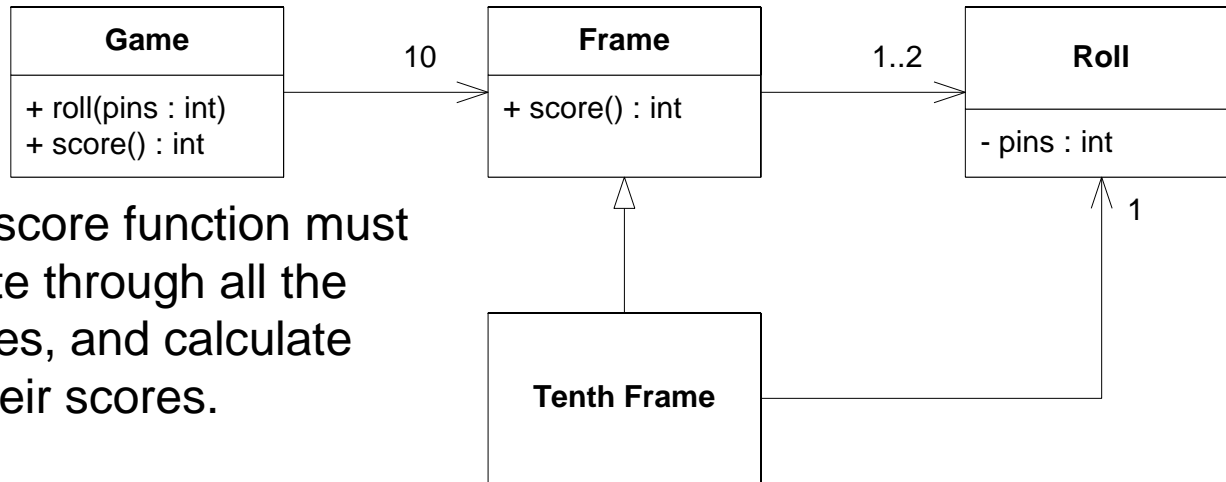 Game
+ roll(pins : int)
+ score() : int
10
Frame
+ score() : int
1..2
Roll
- pins : int
1
score function must
te through all the
es, and calculate
eir scores.
Tenth Frame